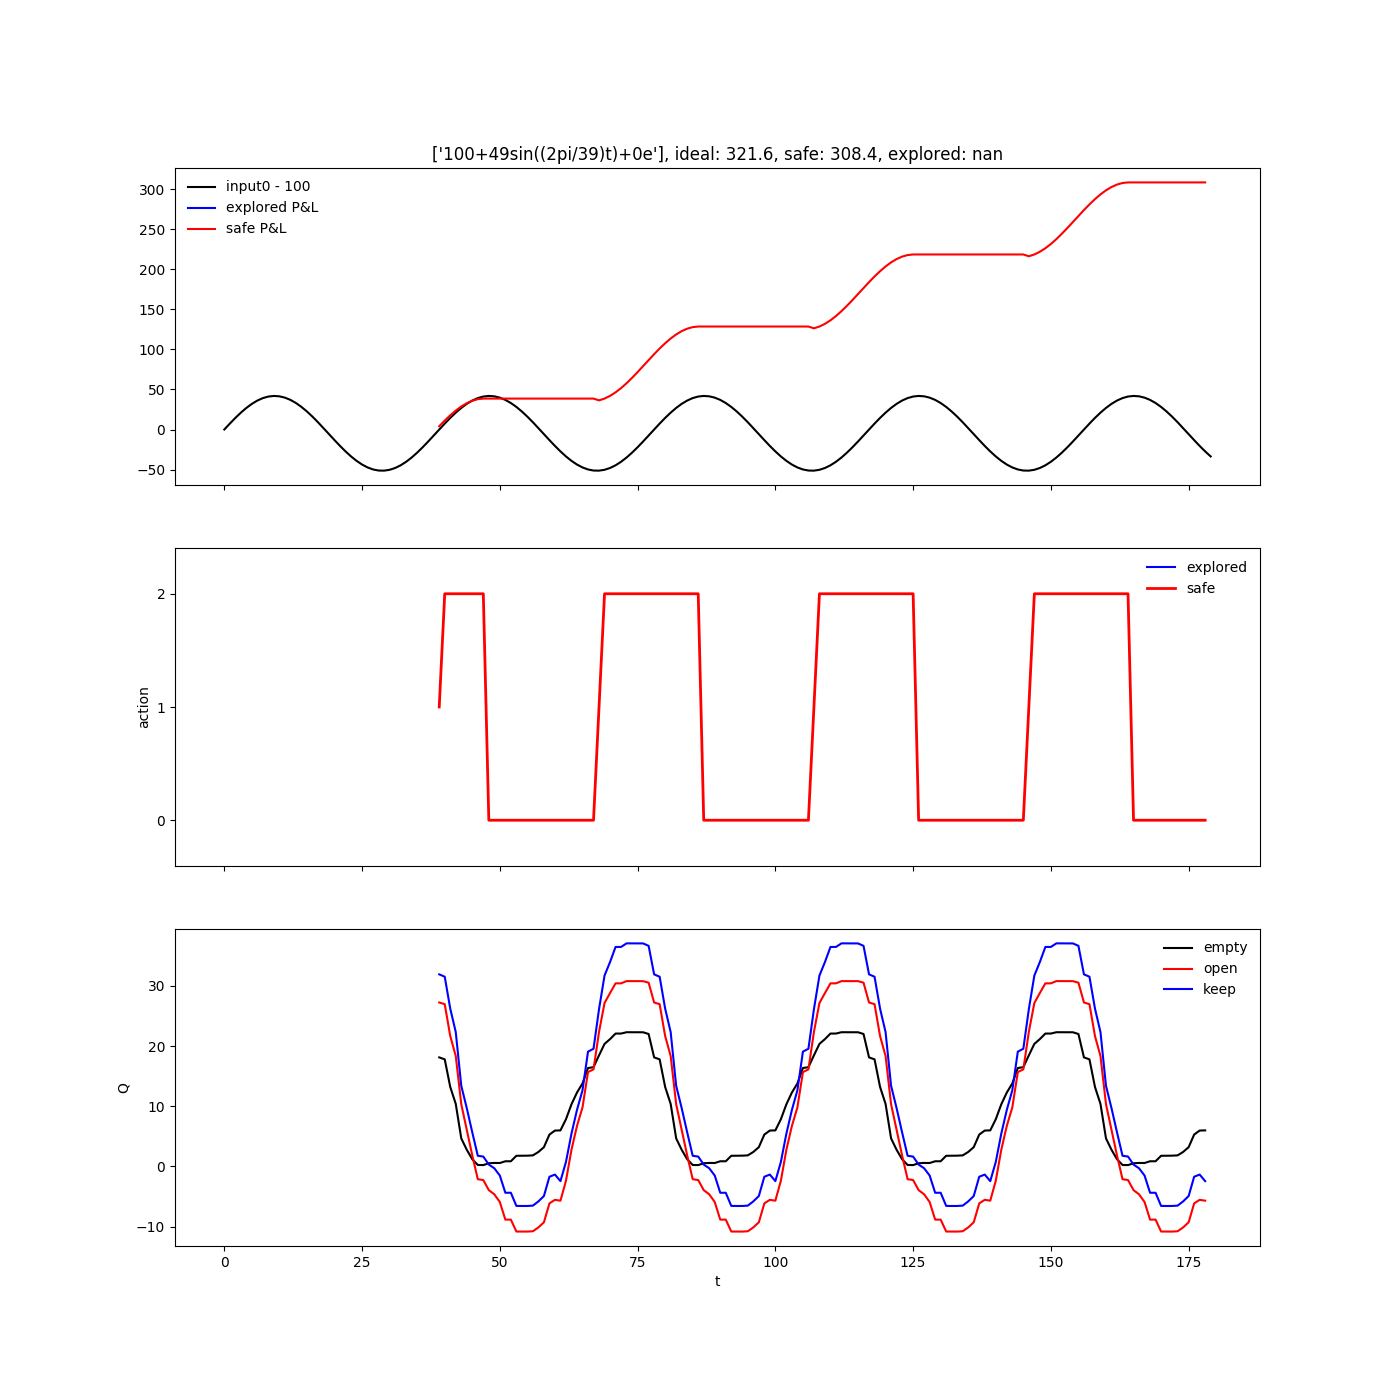 ['100+49sin((2pi/39)t)+0e'], ideal: 321.6, safe: 308.4, explored: nan
input0 - 100
explored P&L
safe P&L
300
250
200
150
100
50
0
−50
explored
safe
action
2
1
0
empty
open
keep
Q
30
20
10
0
−10
0 25 50 75 100 125 150 175
t